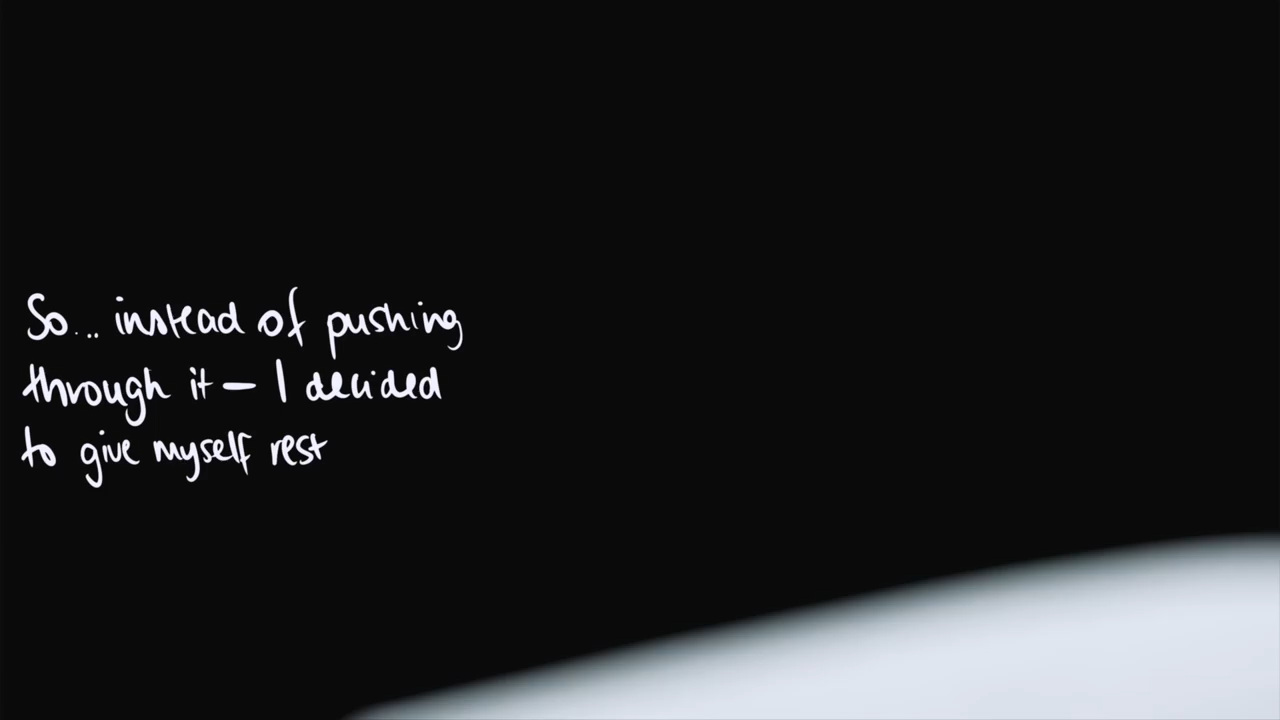 So... instead of pushing
through it — I decided
to give myself rest